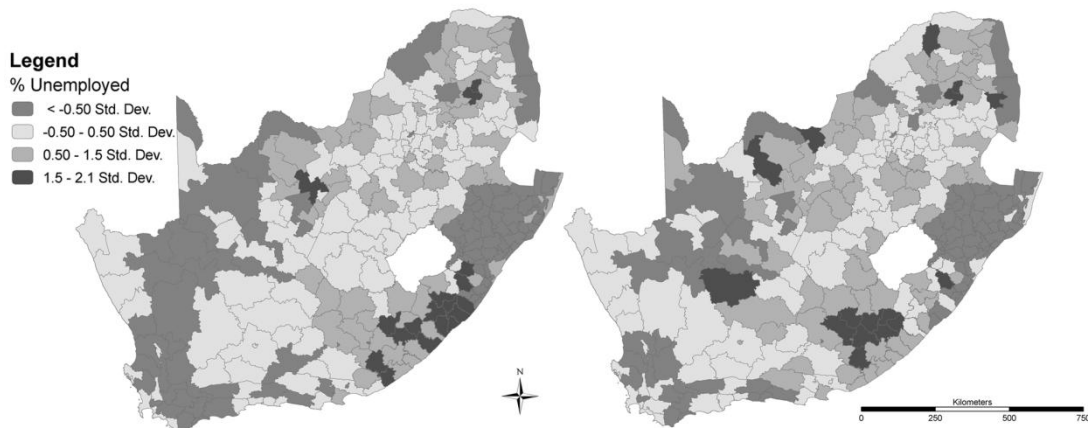 Legend
% Unemployed
< -0.50 Std. Dev.
-0.50 - 0.50 Std. Dev.
0.50 - 1.5 Std. Dev.
1.5 - 2.1 Std. Dev.
N
Kilometers
0 250 500 750